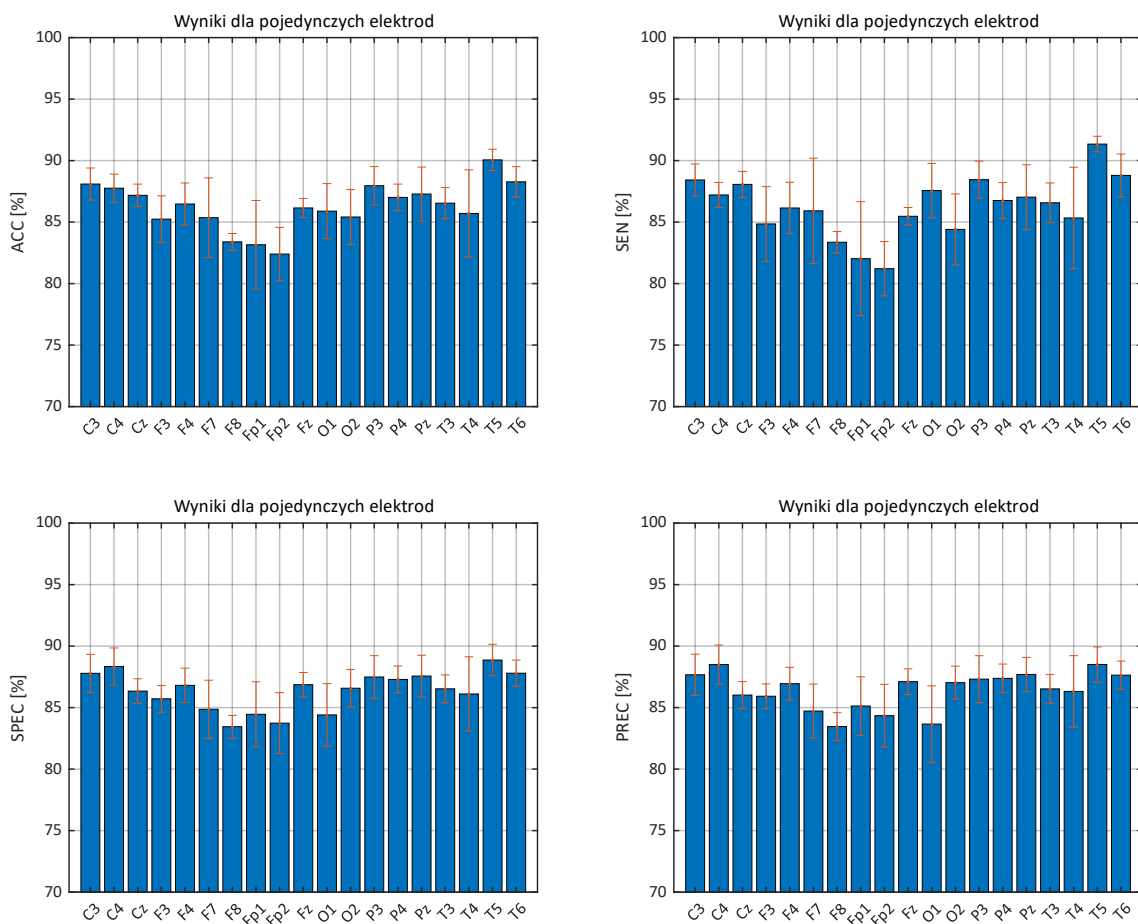 Wyniki dla pojedynczych elektrod
ACC [%]
100
95
90
85
80
75
70
C3 C4 Cz F3 F4 F7 F8 Fp1 Fp2 Fz O1 O2 P3 P4 Pz T3 T4 T5 T6
Wyniki dla pojedynczych elektrod
SEN [%]
100
95
90
85
80
75
70
C3 C4 Cz F3 F4 F7 F8 Fp1 Fp2 Fz O1 O2 P3 P4 Pz T3 T4 T5 T6
Wyniki dla pojedynczych elektrod
SPEC [%]
100
95
90
85
80
75
70
C3 C4 Cz F3 F4 F7 F8 Fp1 Fp2 Fz O1 O2 P3 P4 Pz T3 T4 T5 T6
Wyniki dla pojedynczych elektrod
PREC [%]
100
95
90
85
80
75
70
C3 C4 Cz F3 F4 F7 F8 Fp1 Fp2 Fz O1 O2 P3 P4 Pz T3 T4 T5 T6